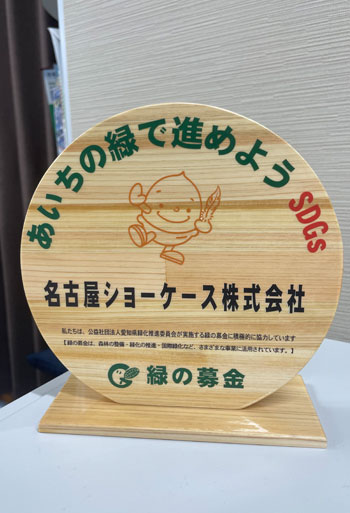 あいちの緑で進めよう SDGs
名古屋ショーケース株式会社
私たちは、公益社団法人愛知県緑化推進委員会が実施する緑の募金に積極的に協力しています
【緑の募金は、森林の整備・緑化の推進・国際緑化など、さまざまな事業に活用されています。】
緑の募金